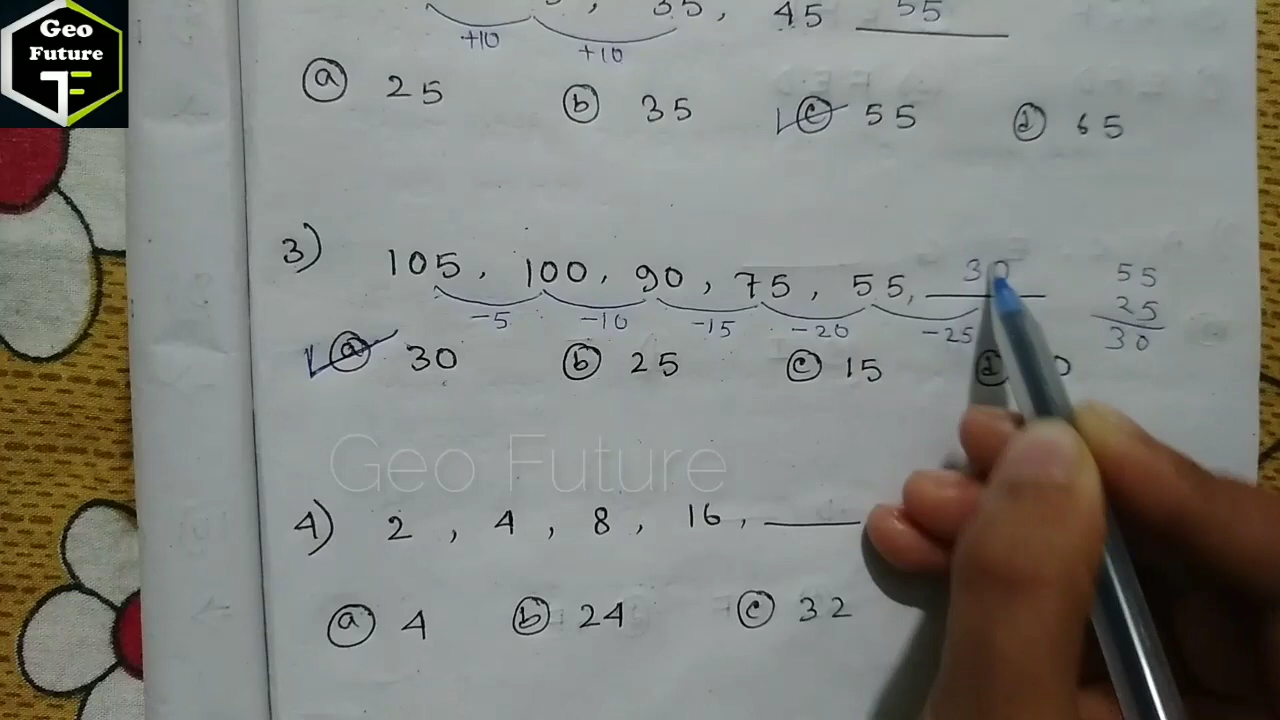 Geo
Future
35, 45 55
+10 +10
ⓐ 25 ⓑ 35 ⓒ 55 ⓓ 65
3) 105, 100, 90, 75, 55, 30
-5 -10 -15 -20 -25
55
25
30
ⓐ 30 ⓑ 25 ⓒ 15 ⓓ
Geo Future
4) 2, 4, 8, 16, ___
ⓐ 4 ⓑ 24 ⓒ 32